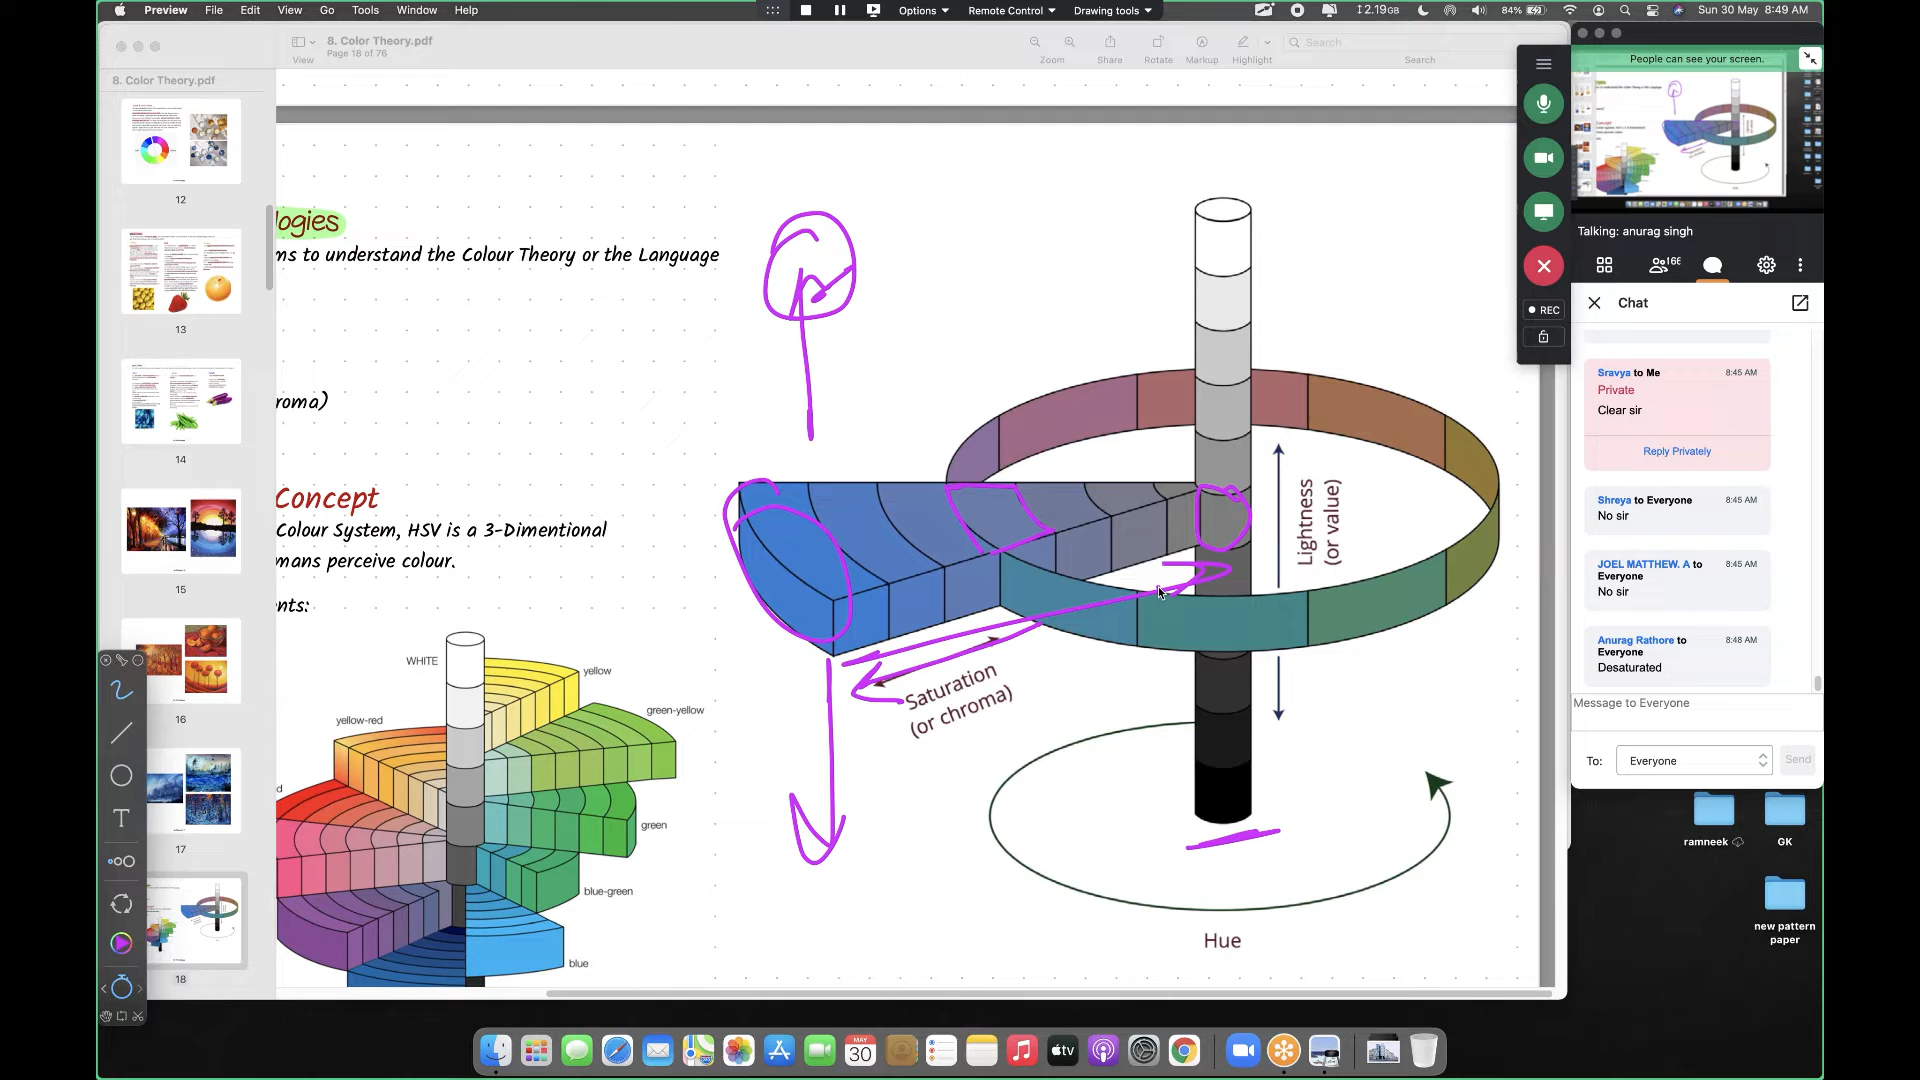 Preview File Edit View Go Tools Window Help
Options Remote Control Drawing tools
2.19GB 84% Sun 30 May 8:49 AM
8. Color Theory.pdf
Page 18 of 76
View
Zoom Share Rotate Markup Highlight Search
Search
8. Color Theory.pdf
12
13
14
15
16
17
18
logies
ms to understand the Colour Theory or the Language
roma)
Concept
Colour System, HSV is a 3-Dimentional
mans perceive colour.
nts:
WHITE
yellow
yellow-red
green-yellow
d
green
blue-green
blue
Lightness
(or value)
Saturation
(or chroma)
Hue
REC
People can see your screen.
Talking: anurag singh
166
Chat
Sravya to Me 8:45 AM
Private
Clear sir
Reply Privately
Shreya to Everyone 8:45 AM
No sir
JOEL MATTHEW. A to 8:45 AM
Everyone
No sir
Anurag Rathore to 8:48 AM
Everyone
Desaturated
Message to Everyone
To: Everyone Send
ramneek GK
new pattern
paper
T
MAY
30
tv